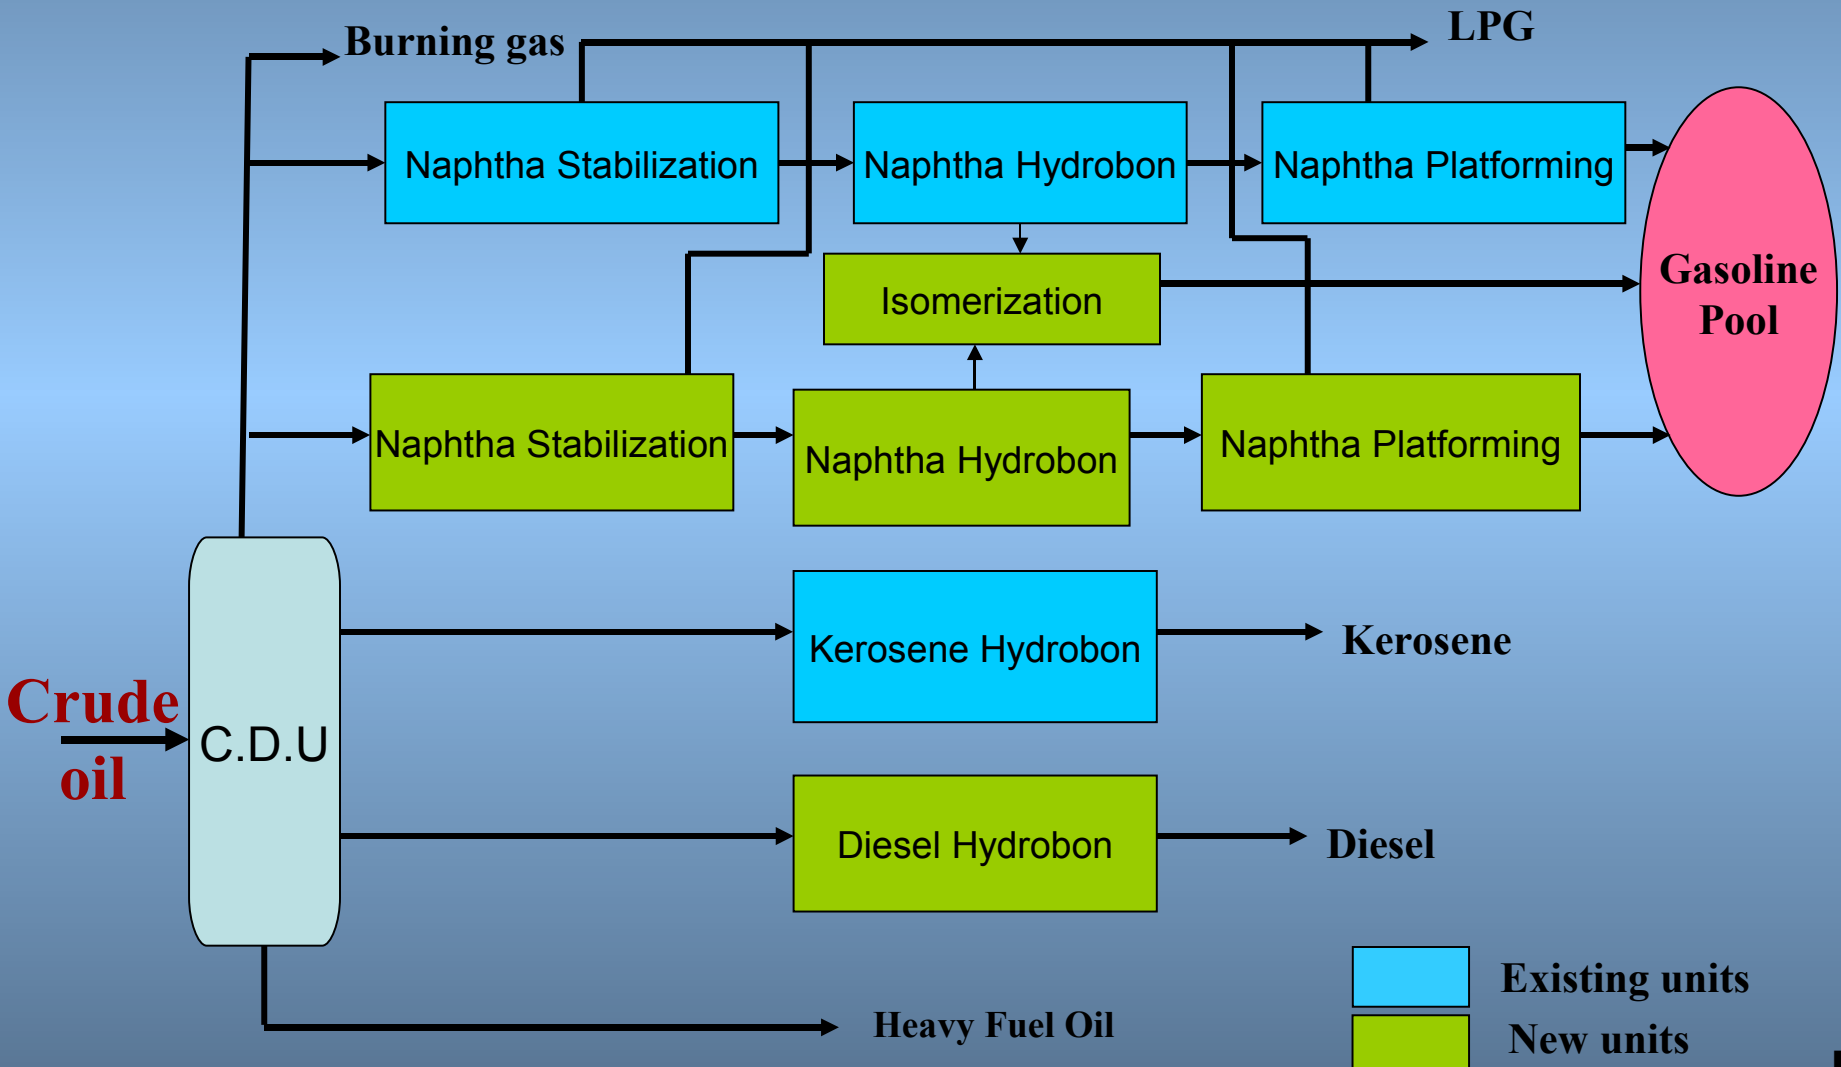 Burning gas
LPG
Naphtha Stabilization
Naphtha Hydrobon
Naphtha Platforming
Isomerization
Gasoline
Pool
Naphtha Stabilization
Naphtha Hydrobon
Naphtha Platforming
Kerosene Hydrobon
Kerosene
Crude
oil
C.D.U
Diesel Hydrobon
Diesel
Existing units
Heavy Fuel Oil
New units